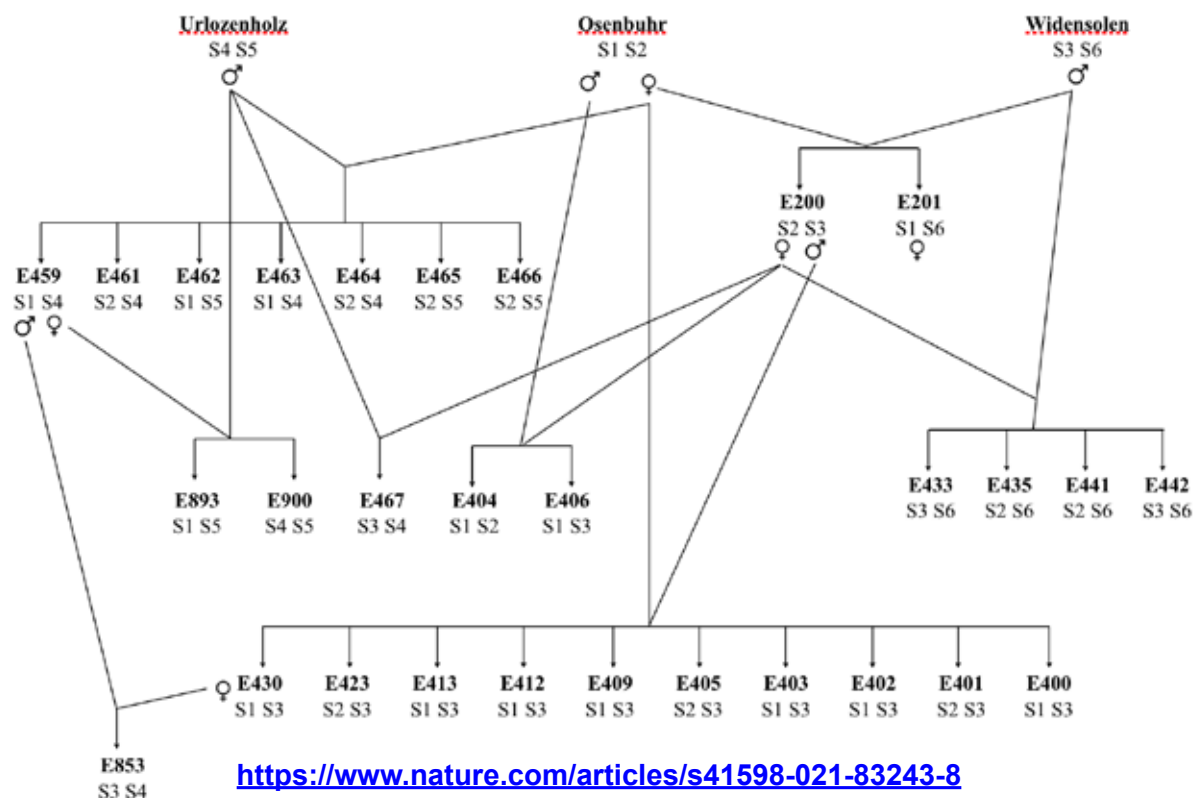 Urlozenholz Osenbuhr Widensolen
S4 S5 S1 S2 S3 S6
♂ ♂ ♀ ♂
E200 E201
S2 S3 S1 S6
♀ ♂ ♀
E459 E461 E462 E463 E464 E465 E466
S1 S4 S2 S4 S1 S5 S1 S4 S2 S4 S2 S5 S2 S5
♂ ♀
E893 E900 E467 E404 E406 E433 E435 E441 E442
S1 S5 S4 S5 S3 S4 S1 S2 S1 S3 S3 S6 S2 S6 S2 S6 S3 S6
♀ E430 E423 E413 E412 E409 E405 E403 E402 E401 E400
S1 S3 S2 S3 S1 S3 S1 S3 S1 S3 S2 S3 S1 S3 S1 S3 S2 S3 S1 S3
E853
S3 S4
https://www.nature.com/articles/s41598-021-83243-8